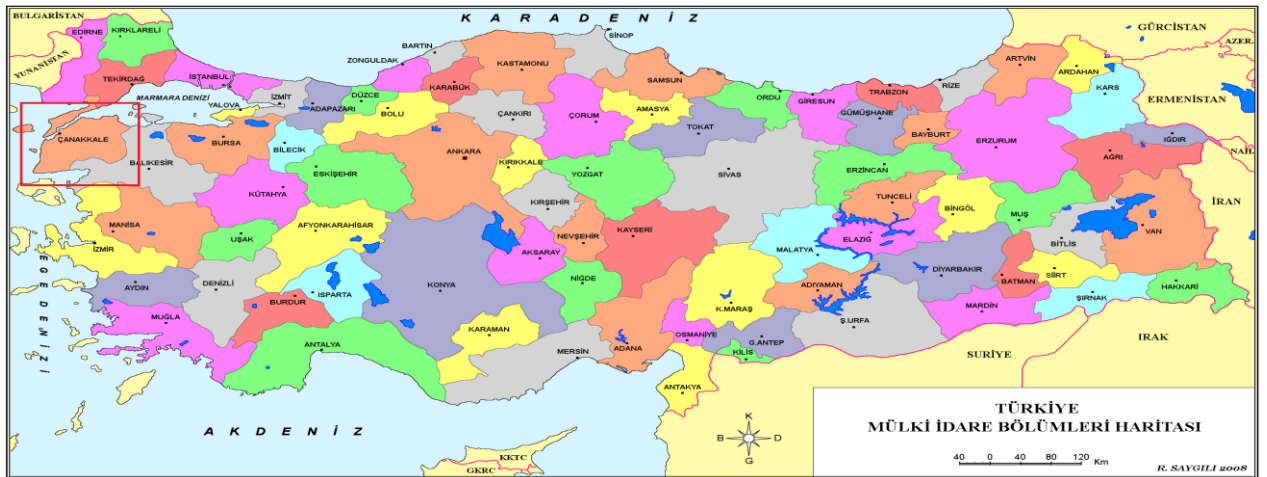 BULGARİSTAN
K A R A D E N İ Z
GÜRCİSTAN
EDİRNE
KIRKLARELİ
SİNOP
BARTIN
ZONGULDAK
KASTAMONU
AZER.
YUNANİSTAN
TEKİRDAĞ
İSTANBUL
KARABÜK
SAMSUN
ARTVİN
ARDAHAN
MARMARA DENİZİ
YALOVA
İZMİT
ADAPAZARI
DÜZCE
BOLU
ÇANKIRI
ÇORUM
AMASYA
ORDU
GİRESUN
TRABZON
RİZE
KARS
ERMENİSTAN
ÇANAKKALE
BALIKESİR
BURSA
BİLECİK
ANKARA
KIRIKKALE
TOKAT
GÜMÜŞHANE
BAYBURT
ERZURUM
IĞDIR
NAH.
ESKİŞEHİR
YOZGAT
SİVAS
ERZİNCAN
AĞRI
KÜTAHYA
KIRŞEHİR
TUNCELİ
BİNGÖL
MUŞ
İRAN
MANİSA
UŞAK
AFYONKARAHİSAR
NEVŞEHİR
KAYSERİ
ELAZIĞ
VAN
İZMİR
AKSARAY
MALATYA
BİTLİS
EGE DENİZİ
AYDIN
DENİZLİ
ISPARTA
KONYA
NİĞDE
DİYARBAKIR
BATMAN
SİİRT
BURDUR
K.MARAŞ
ADIYAMAN
HAKKARİ
MUĞLA
MARDİN
ŞIRNAK
KARAMAN
OSMANİYE
Ş.URFA
ANTALYA
MERSİN
ADANA
G.ANTEP
KİLİS
SURİYE
IRAK
ANTAKYA
A K D E N İ Z
K
B
D
G
KKTC
GKRC
TÜRKİYE
MÜLKİ İDARE BÖLÜMLERİ HARİTASI
40 0 40 80 120 Km
R. SAYGILI 2008